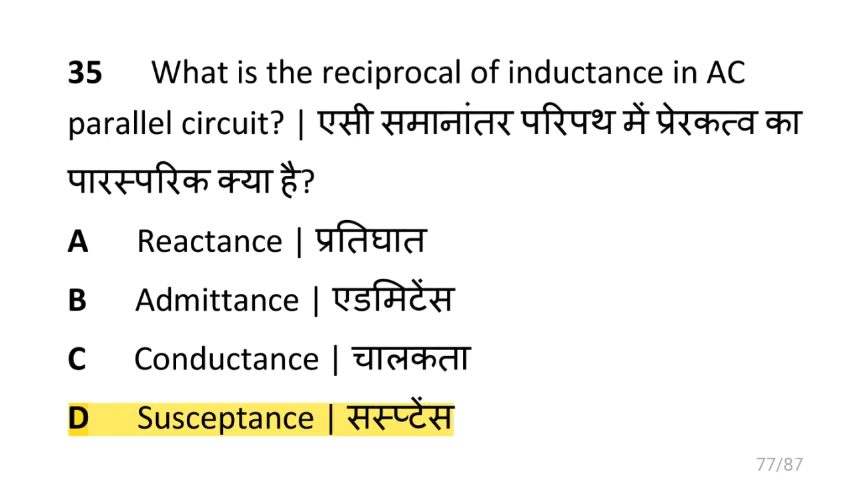 35 What is the reciprocal of inductance in AC
parallel circuit? | एसी समानांतर परिपथ में प्रेरकत्व का
पारस्परिक क्या है?
A Reactance | प्रतिघात
B Admittance | एडमिटेंस
C Conductance | चालकता
D Susceptance | सस्प्टेंस
77/87